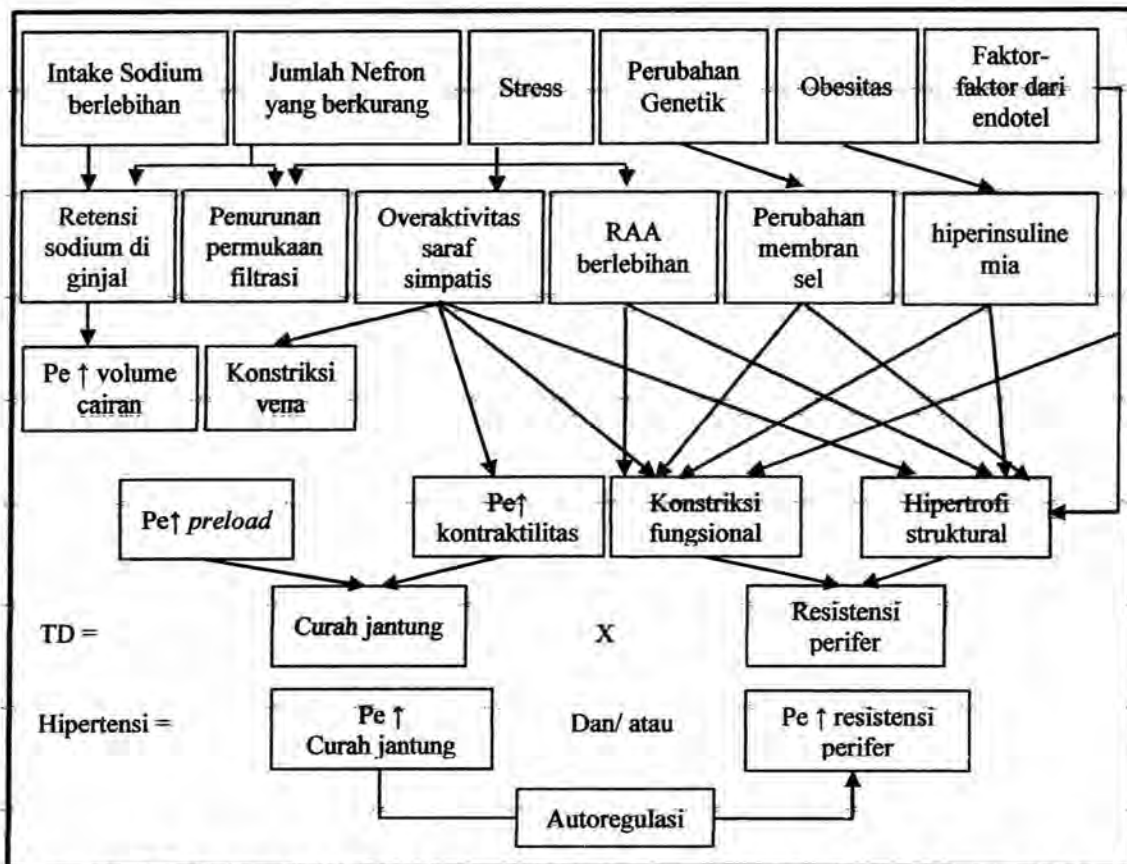 Intake Sodium
berlebihan
Jumlah Nefron
yang berkurang
Stress
Perubahan
Genetik
Obesitas
Faktor-
faktor dari
endotel
Retensi
sodium di
ginjal
Penurunan
permukaan
filtrasi
Overaktivitas
saraf
simpatis
RAA
berlebihan
Perubahan
membran
sel
hiperinsuline
mia
Pe ↑ volume
cairan
Konstriksi
vena
Pe↑ preload
Pe↑
kontraktilitas
Konstriksi
fungsional
Hipertrofi
struktural
TD =
Curah jantung
X
Resistensi
perifer
Hipertensi =
Pe ↑
Curah jantung
Dan/ atau
Pe ↑ resistensi
perifer
Autoregulasi